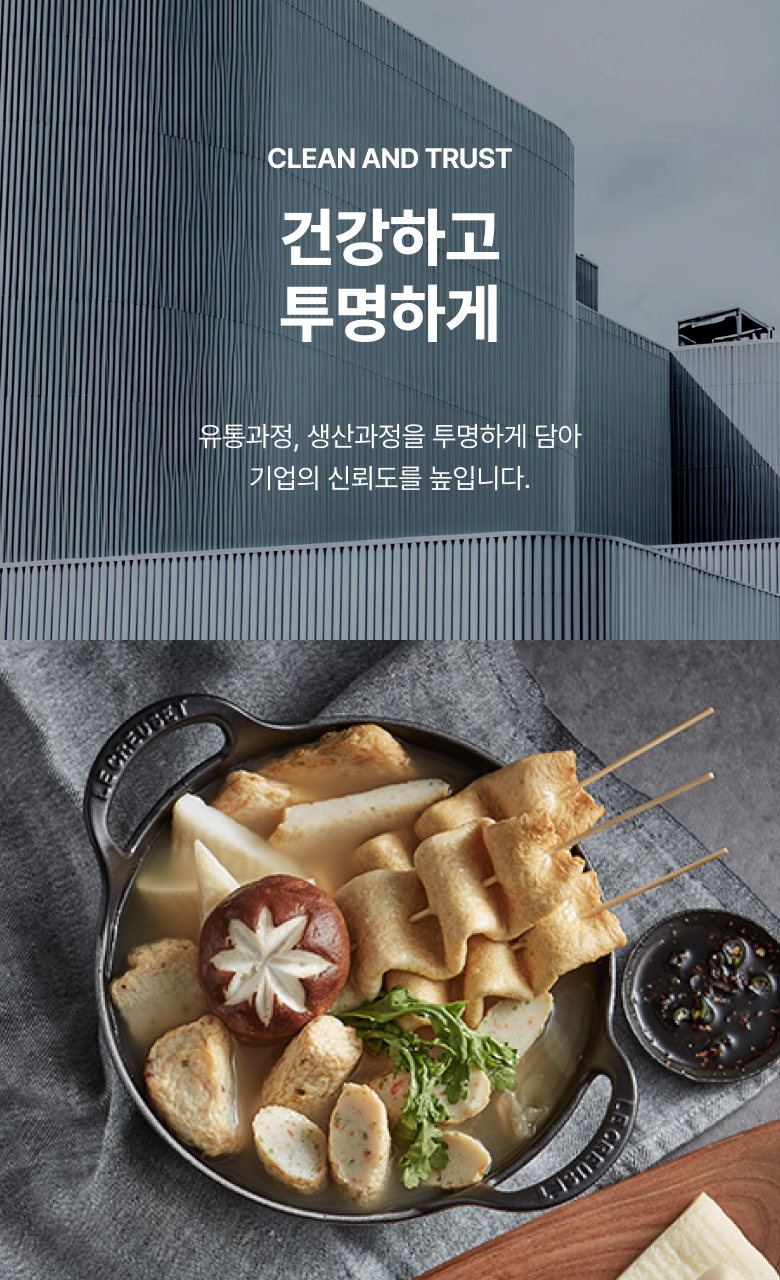 CLEAN AND TRUST
건강하고
투명하게
유통과정, 생산과정을 투명하게 담아
기업의 신뢰도를 높입니다.
LE CREUSET
LE CREUSET